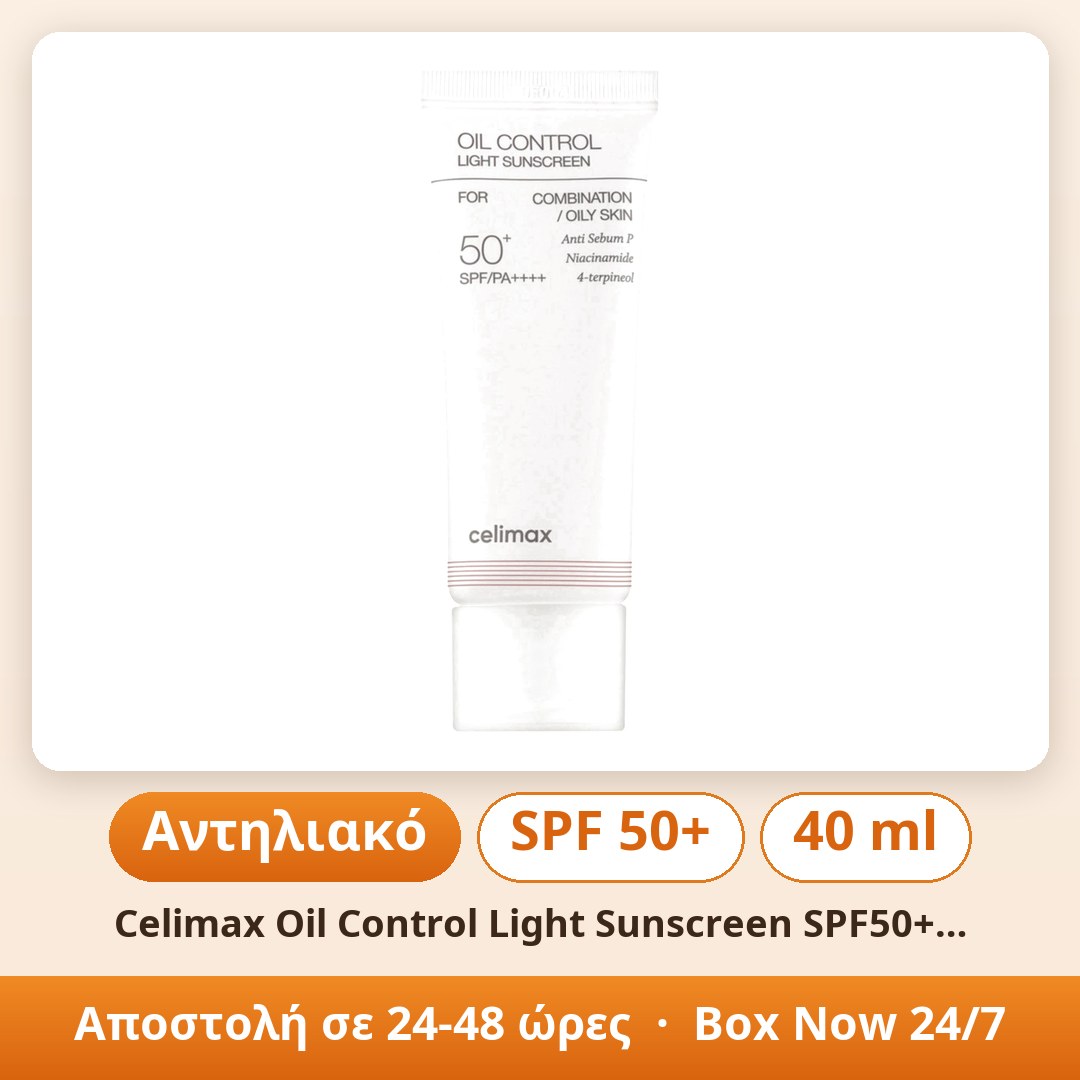 OIL CONTROL
LIGHT SUNSCREEN
FOR COMBINATION
/ OILY SKIN
50+
SPF/PA++++
Anti Sebum P
Niacinamide
4-terpineol
celimax
Αντηλιακό
SPF 50+
40 ml
Celimax Oil Control Light Sunscreen SPF50+...
Αποστολή σε 24-48 ώρες · Box Now 24/7